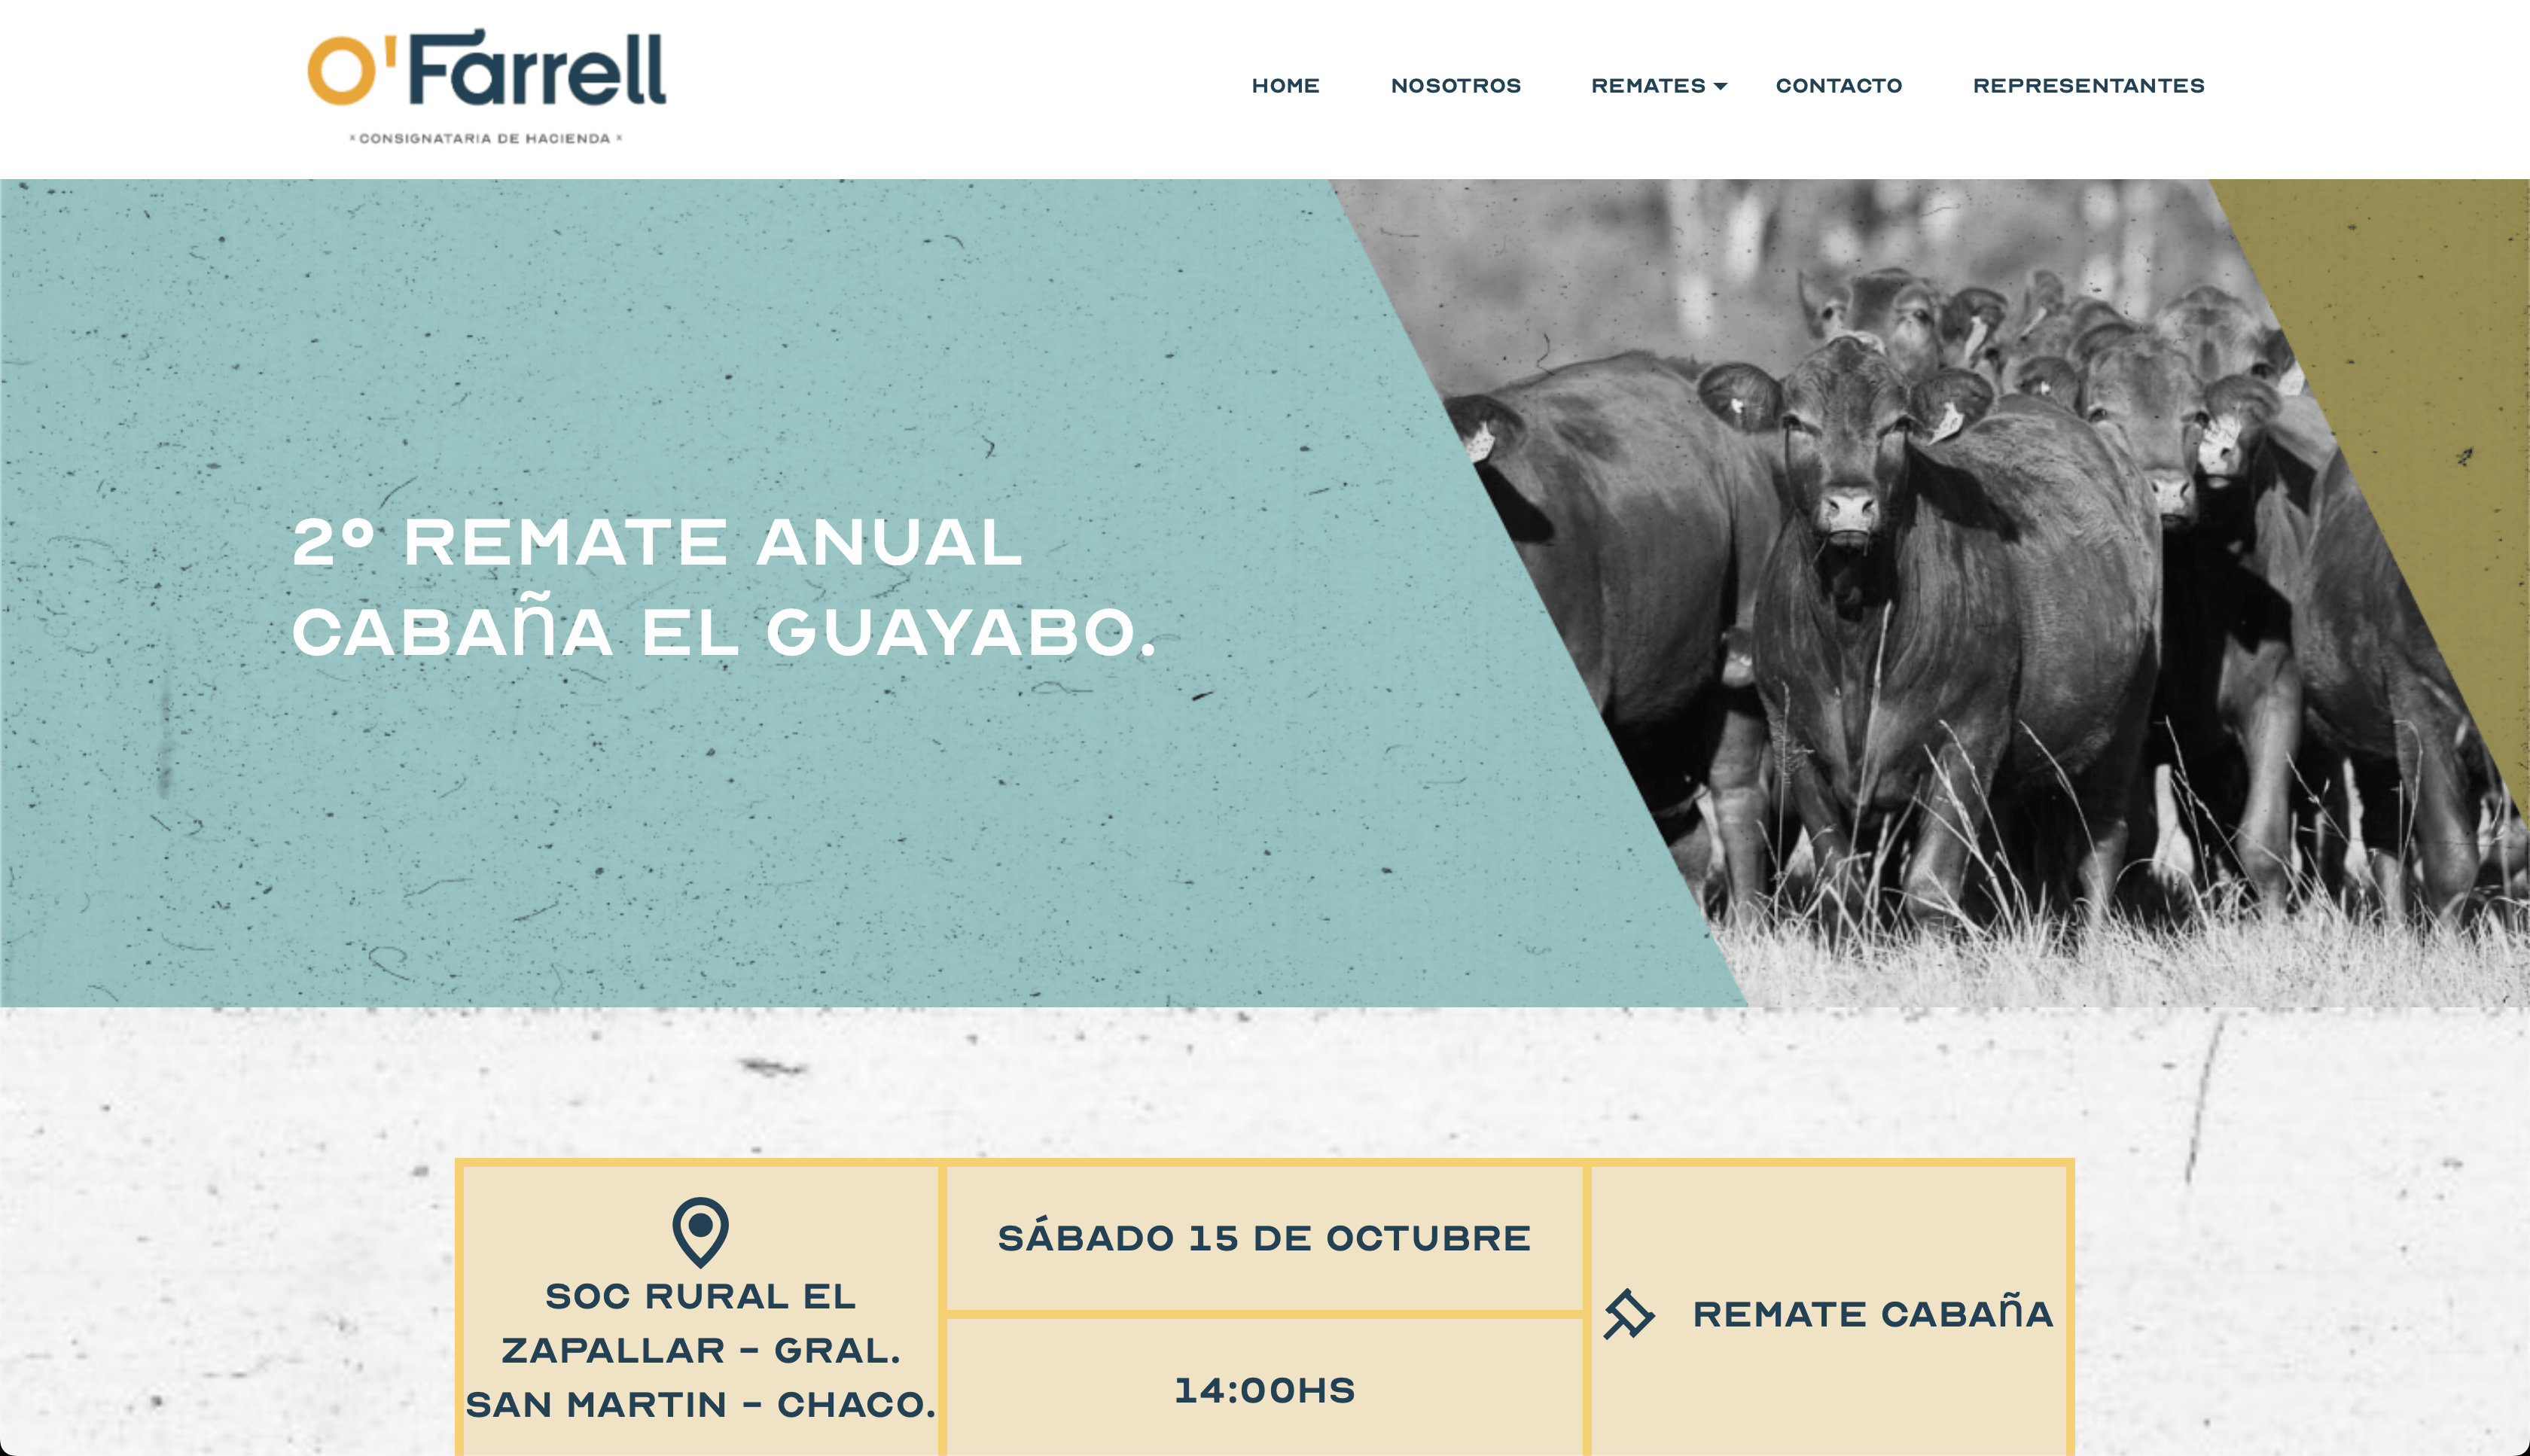 O'Farrell
× CONSIGNATARIA DE HACIENDA ×
HOME NOSOTROS REMATES CONTACTO REPRESENTANTES
2º REMATE ANUAL
CABAñA EL GUAYABO.
SOC RURAL EL
ZAPALLAR - GRAL.
SAN MARTIN - CHACO.
SÁBADO 15 DE OCTUBRE
14:00HS
REMATE CABAñA